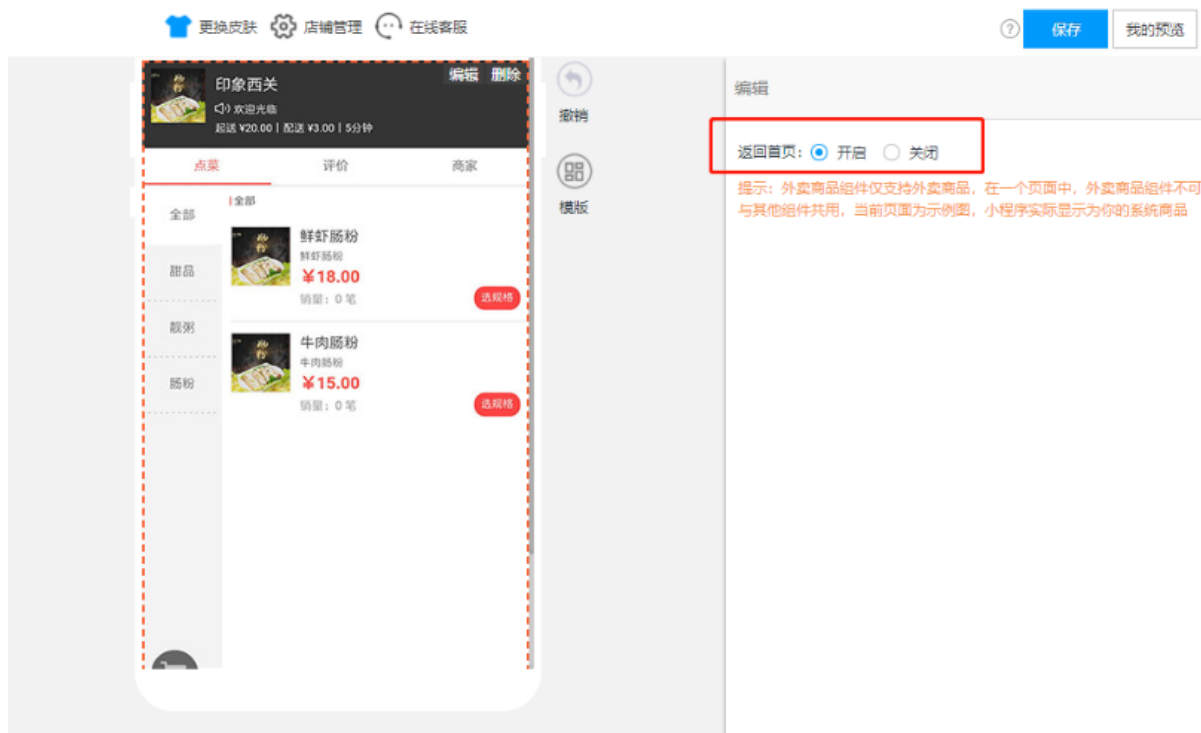 更换皮肤 店铺管理 在线客服
? 保存 我的预览
编辑 删除
印象西关
欢迎光临
起送 ¥20.00 | 配送 ¥3.00 | 5分钟
点菜 评价 商家
全部
甜品
靓粥
肠粉
全部
鲜虾肠粉
鲜虾肠粉
¥18.00
销量：0 笔
选规格
牛肉肠粉
牛肉肠粉
¥15.00
销量：0 笔
选规格
撤销
模版
编辑
返回首页： 开启 关闭
提示：外卖商品组件仅支持外卖商品，在一个页面中，外卖商品组件不可
与其他组件共用，当前页面为示例图，小程序实际显示为你的系统商品